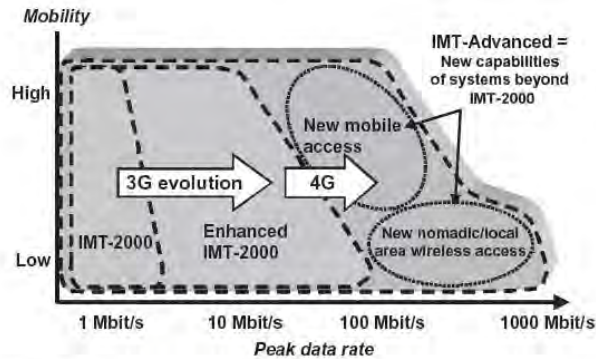 Mobility
IMT-Advanced =
New capabilities
of systems beyond
IMT-2000
High
New mobile
access
3G evolution
4G
IMT-2000
Enhanced
IMT-2000
New nomadic/local
area wireless access
Low
1 Mbit/s
10 Mbit/s
100 Mbit/s
1000 Mbit/s
Peak data rate